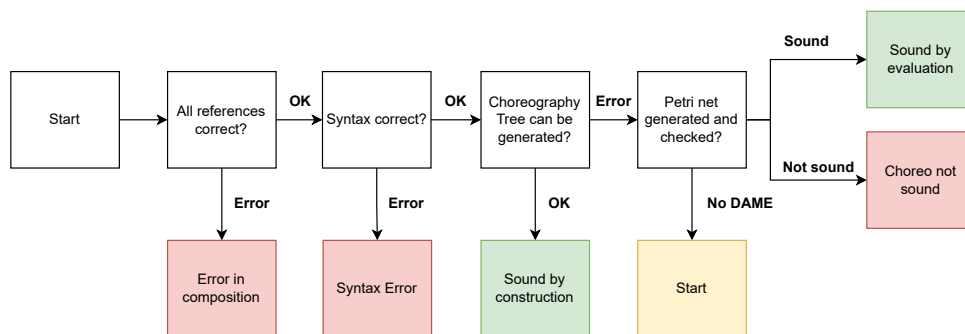 Sound
Sound by
evaluation
Start
All references
correct?
OK
Syntax correct?
OK
Choreography
Tree can be
generated?
Error
Petri net
generated and
checked?
Not sound
Choreo not
sound
Error
Error
OK
No DAME
Error in
composition
Syntax Error
Sound by
construction
Start